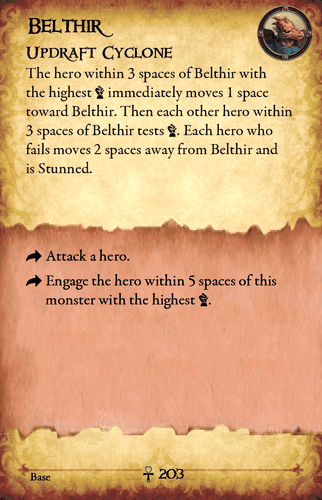 Belthir
Updraft Cyclone
The hero within 3 spaces of Belthir with
the highest immediately moves 1 space
toward Belthir. Then each other hero within
3 spaces of Belthir tests . Each hero who
fails moves 2 spaces away from Belthir and
is Stunned.
Attack a hero.
Engage the hero within 5 spaces of this
monster with the highest .
Base
203